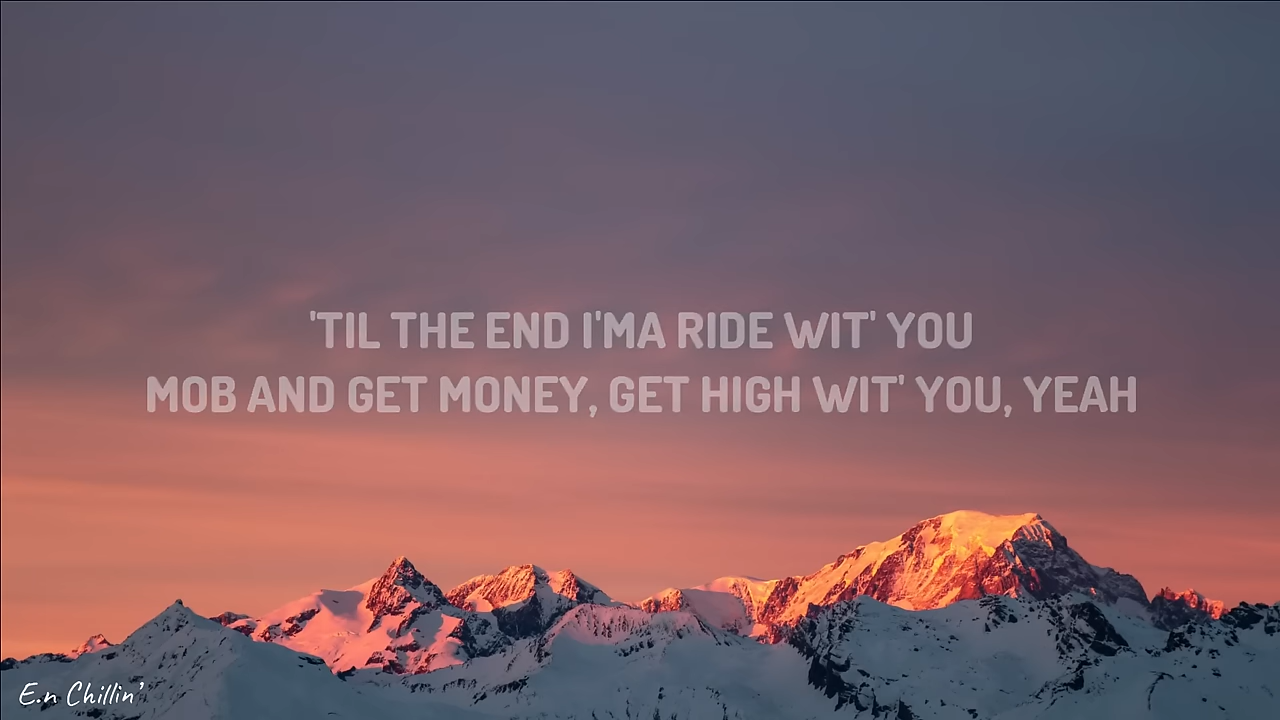 'TIL THE END I'MA RIDE WIT' YOU
MOB AND GET MONEY, GET HIGH WIT' YOU, YEAH
E.n Chillin'